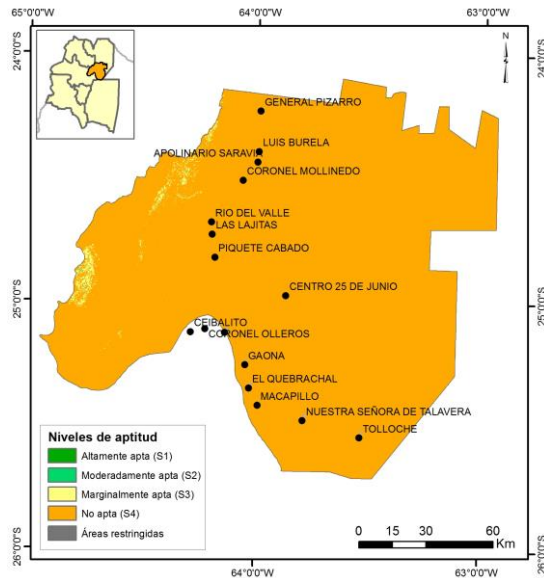 65°0'0"O 64°0'0"O 63°0'0"O
24°0'0"S 24°0'0"S
N
GENERAL PIZARRO
LUIS BURELA
APOLINARIO SARAVIA
CORONEL MOLLINEDO
RIO DEL VALLE
LAS LAJITAS
PIQUETE CABADO
CENTRO 25 DE JUNIO
25°0'0"S 25°0'0"S
CEIBALITO
CORONEL OLLEROS
GAONA
EL QUEBRACHAL
MACAPILLO
NUESTRA SEÑORA DE TALAVERA
TOLLOCHE
Niveles de aptitud
Altamente apta (S1)
Moderadamente apta (S2)
Marginalmente apta (S3)
No apta (S4)
Áreas restringidas
0 15 30 60
Km
26°0'0"S 26°0'0"S
64°0'0"O 63°0'0"O